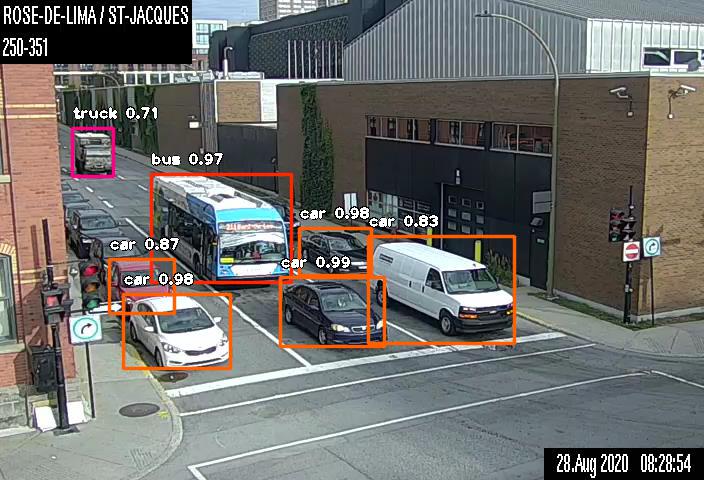 ROSE-DE-LIMA / ST-JACQUES
250-351
truck 0.71
bus 0.97
car 0.98
car 0.83
car 0.87
car 0.99
car 0.98
28.Aug 2020 08:28:54